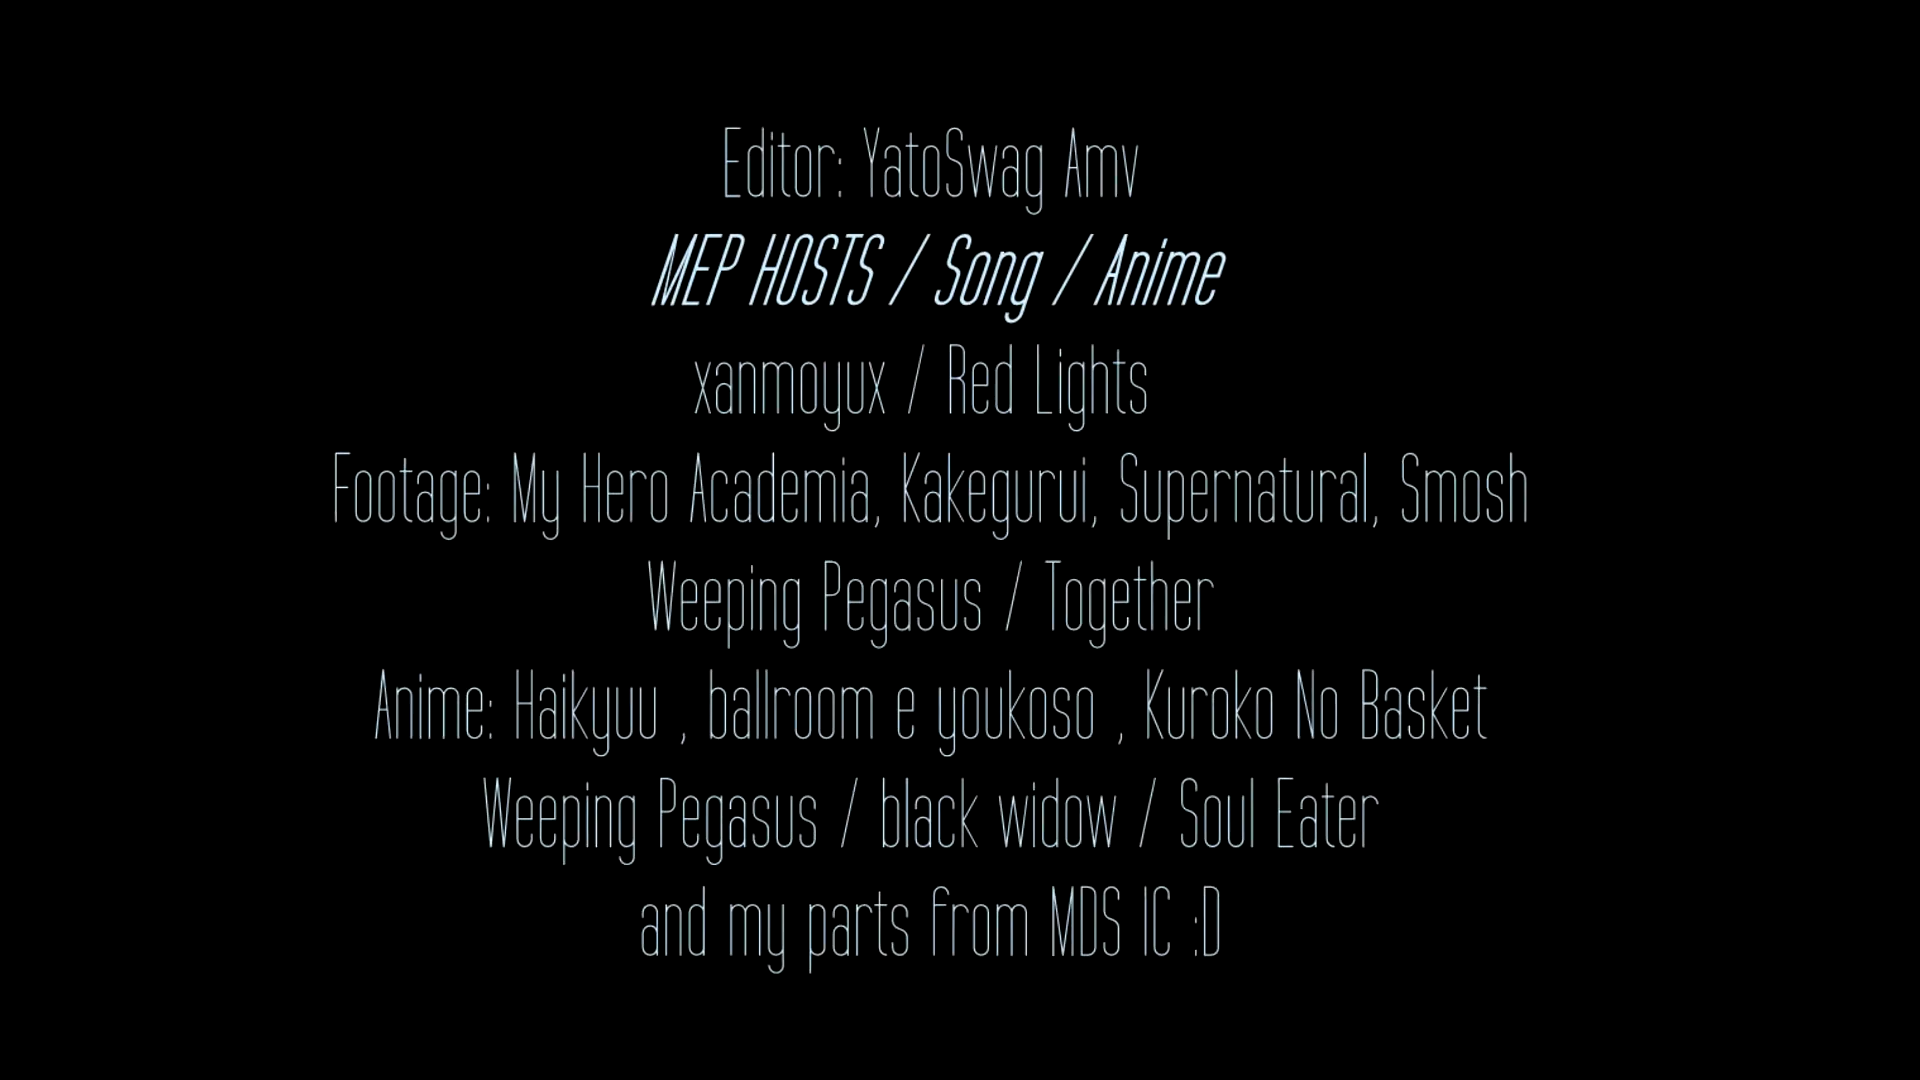 Editor: YatoSwag Amv
MEP HOSTS / Song / Anime
xanmoyux / Red Lights
Footage: My Hero Academia, Kakegurui, Supernatural, Smosh
Weeping Pegasus / Together
Anime: Haikyuu , ballroom e youkoso , Kuroko No Basket
Weeping Pegasus / black widow / Soul Eater
and my parts from MDS IC :D